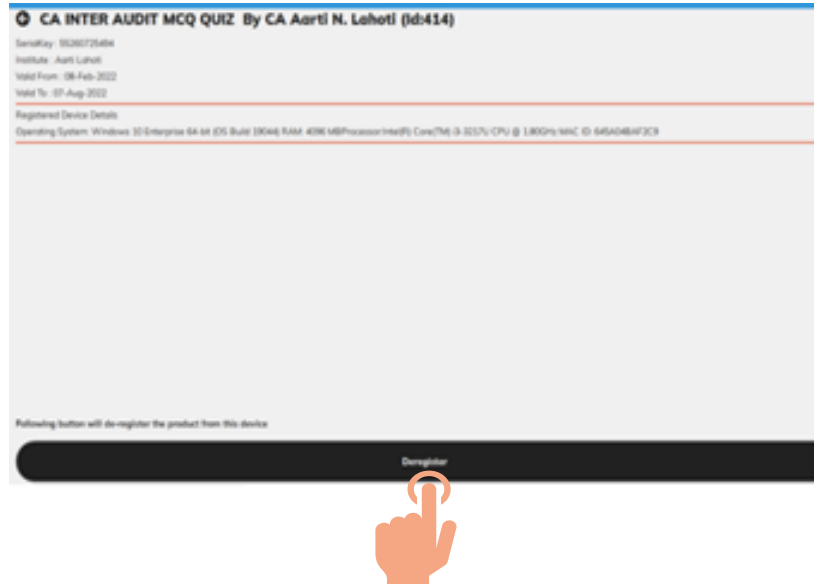 CA INTER AUDIT MCQ QUIZ By CA Aarti N. Lahoti (Id:414)
SerialKey : 55260725494
Institute : Aarti Lahoti
Valid From : 08-Feb-2022
Valid To : 07-Aug-2022
Registered Device Details
Operating System: Windows 10 Enterprise 64-bit (OS Build 19044) RAM: 4096 MBProcessor:Intel(R) Core(TM) i3-3217U CPU @ 1.80GHz MAC ID:
Following button will de-register the product from this device
Deregister